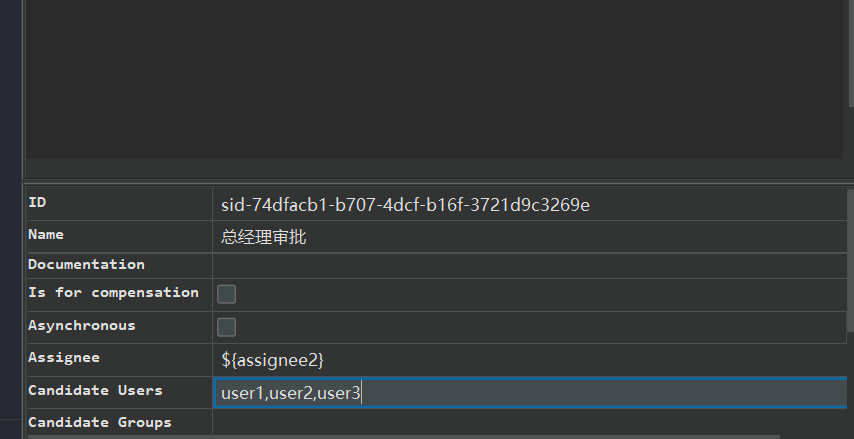 ID sid-74dfacb1-b707-4dcf-b16f-3721d9c3269e
Name 总经理审批
Documentation
Is for compensation
Asynchronous
Assignee ${assignee2}
Candidate Users user1,user2,user3
Candidate Groups